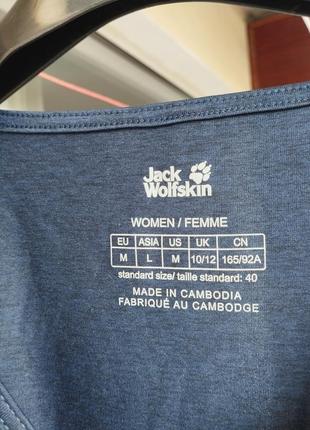 Jack
Wolfskin
WOMEN / FEMME
EU ASIA US UK CN
M L M 10/12 165/92A
standard size/ taille standard: 40
MADE IN CAMBODIA
FABRIQUÉ AU CAMBODGE